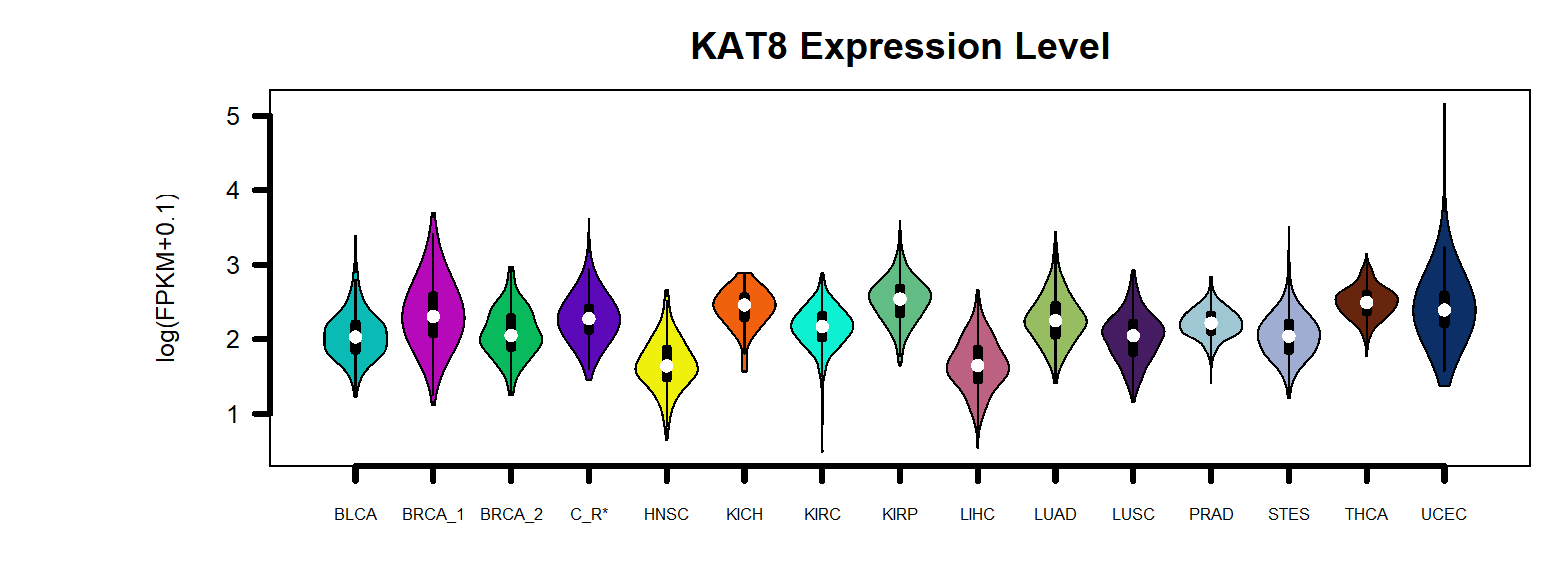 KAT8 Expression Level
log(FPKM+0.1)
5
4
3
2
1
BLCA BRCA_1 BRCA_2 C_R* HNSC KICH KIRC KIRP LIHC LUAD LUSC PRAD STES THCA UCEC